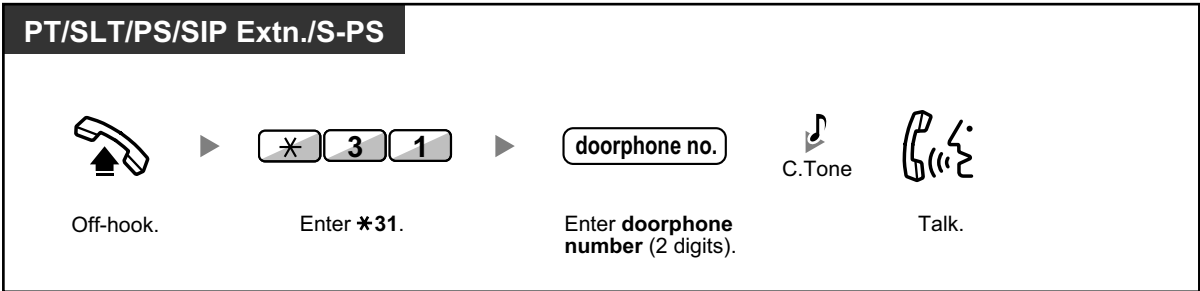 PT/SLT/PS/SIP Extn./S-PS
✳ 3 1
doorphone no.
C.Tone
Off-hook.
Enter ✳31.
Enter doorphone
number (2 digits).
Talk.